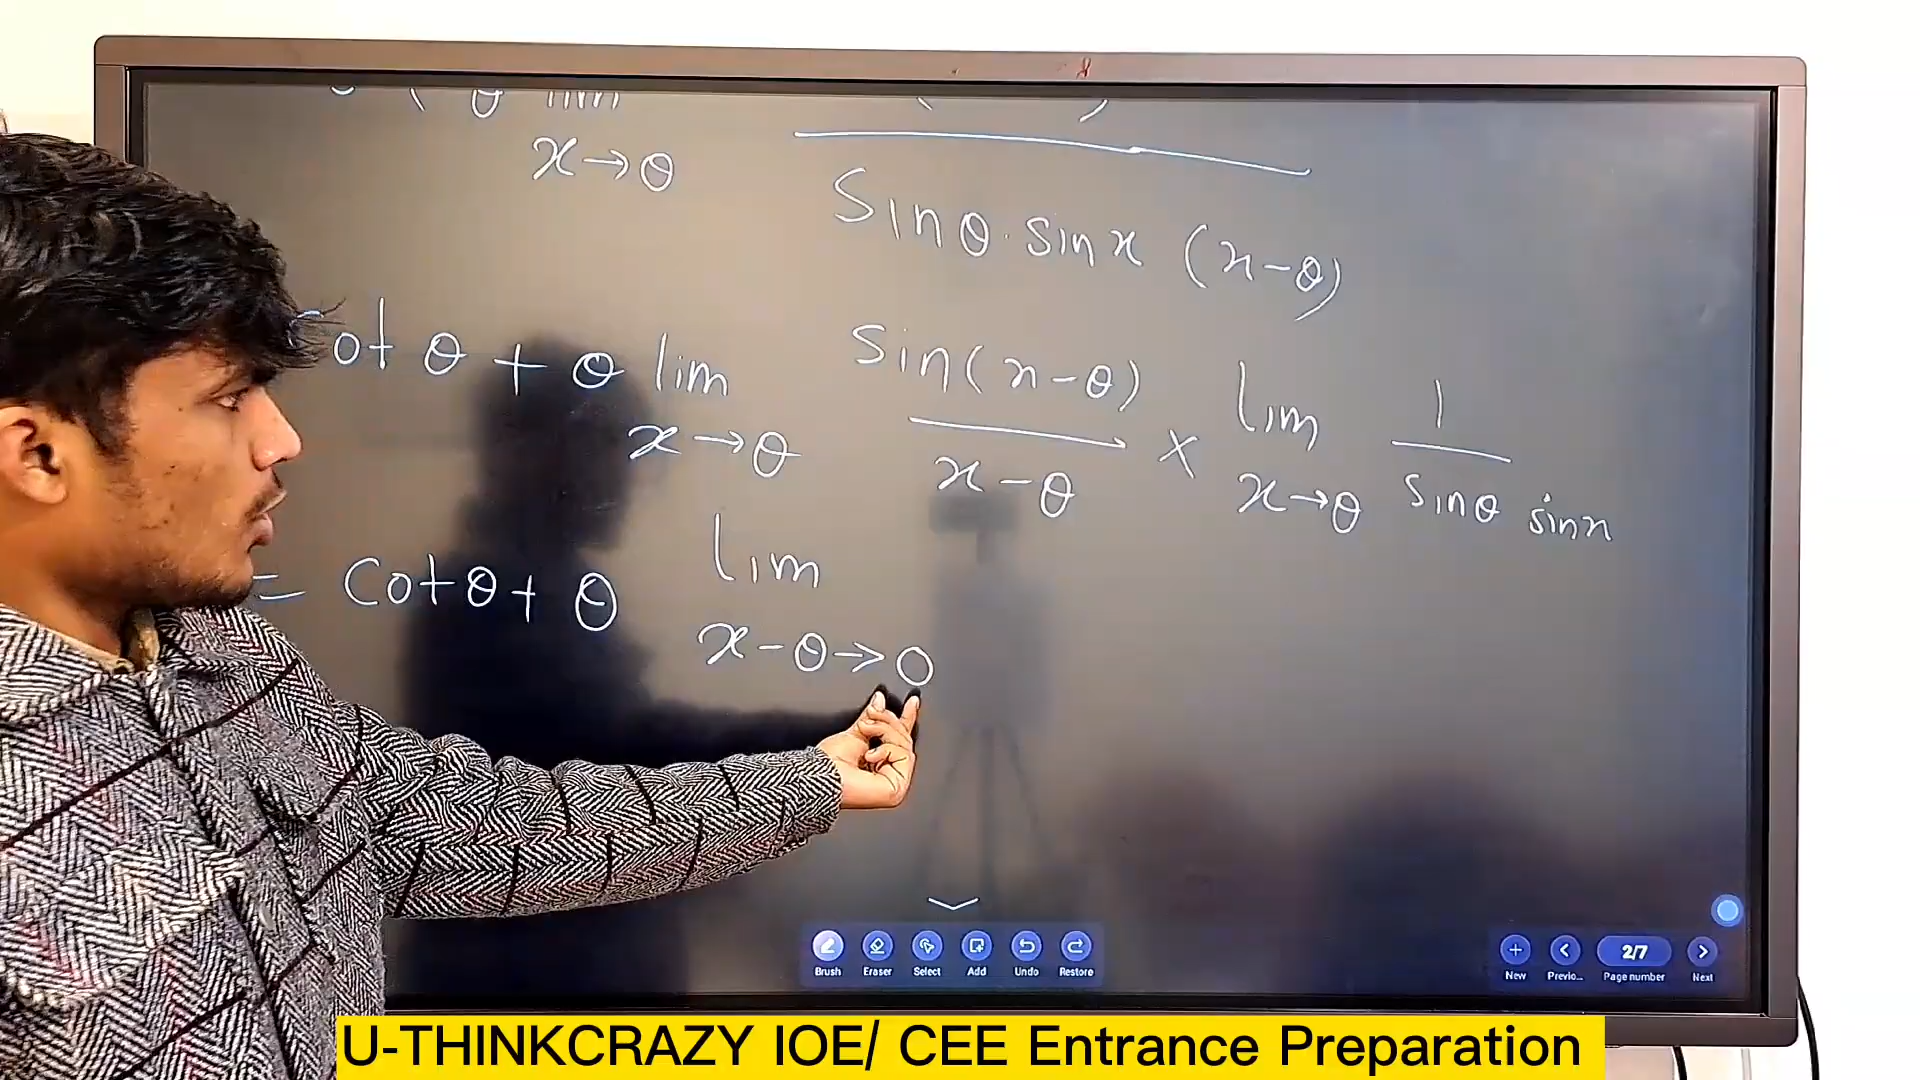 θ lim
x→θ
Sinθ·sinx (x-θ)
Cot θ + θ lim sin(x-θ) × lim 1
x→θ x-θ x→θ sinθ sinx
= Cotθ + θ lim
x-θ→0
Brush Eraser Select Add Undo Restore
New Previo... 2/7 Page number Next
U-THINKCRAZY IOE/ CEE Entrance Preparation